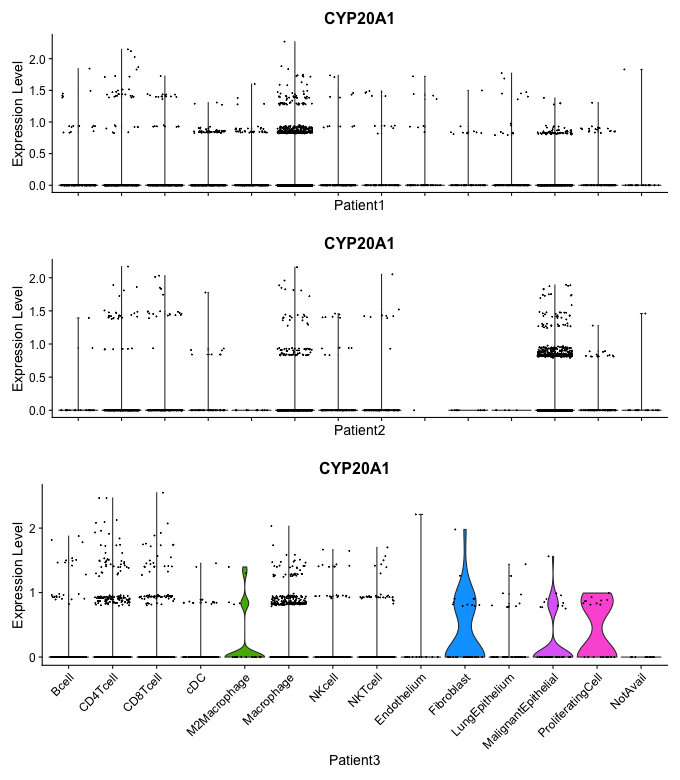 CYP20A1
Expression Level
2.0
1.5
1.0
0.5
0.0
Patient1
CYP20A1
Expression Level
2.0
1.5
1.0
0.5
0.0
Patient2
CYP20A1
Expression Level
2
1
0
Bcell
CD4Tcell
CD8Tcell
cDC
M2Macrophage
Macrophage
NKcell
NKTcell
Endothelium
Fibroblast
LungEpithelium
MalignantEpithelial
ProliferatingCell
NotAvail
Patient3